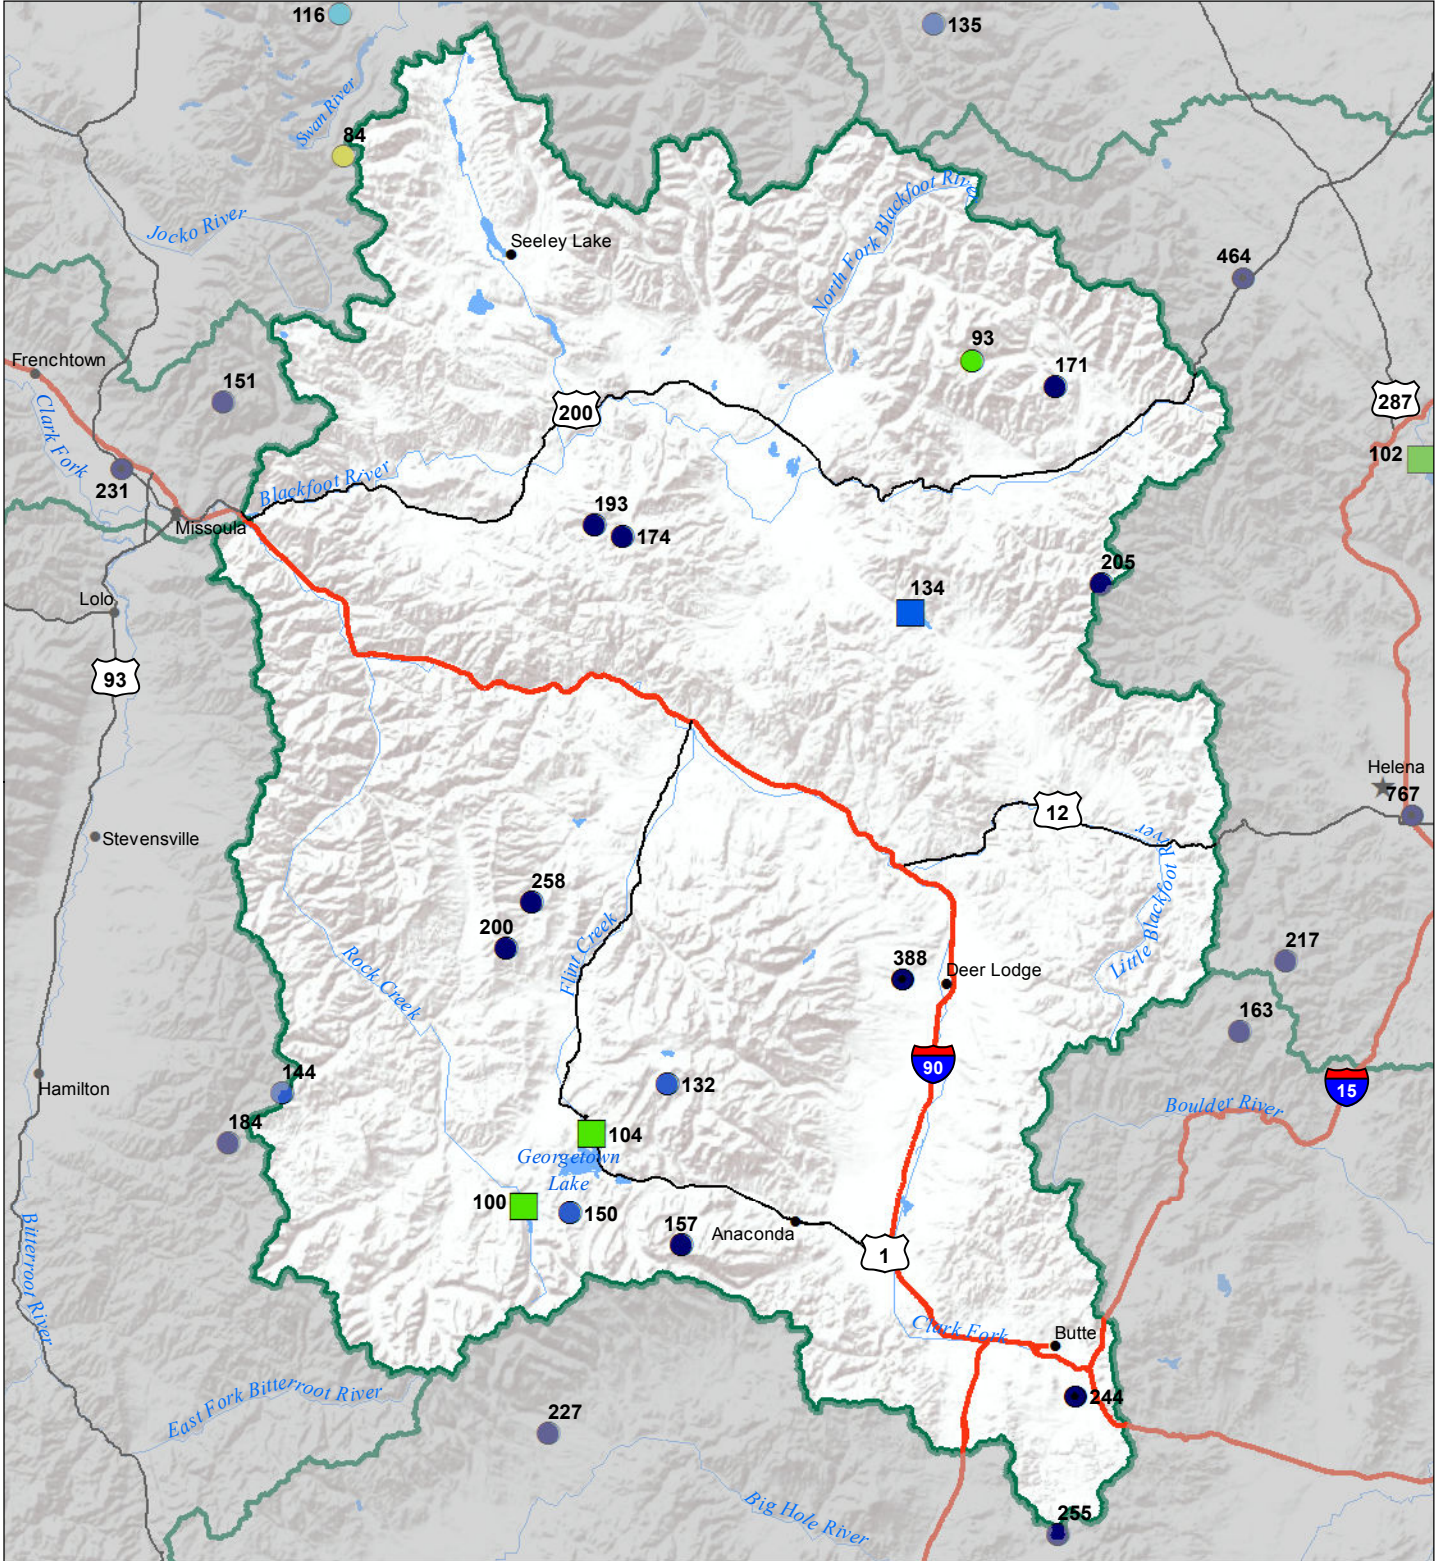 116
135
Swan River
84
North Fork Blackfoot River
Jocko River
Seeley Lake
464
93
Frenchtown
171
151
287
200
Clark Fork
102
Blackfoot River
231
193
Missoula
174
205
134
Lolo
93
Helena
767
12
River
Stevensville
258
Little Blackfoot
200
Flint Creek
217
388
Deer Lodge
Rock Creek
163
90
144
132
15
Hamilton
Boulder River
184
104
Georgetown
Lake
100
150
157
Anaconda
1
Bitterroot River
Clark Fork
Butte
East Fork Bitterroot River
244
227
Big Hole River
255